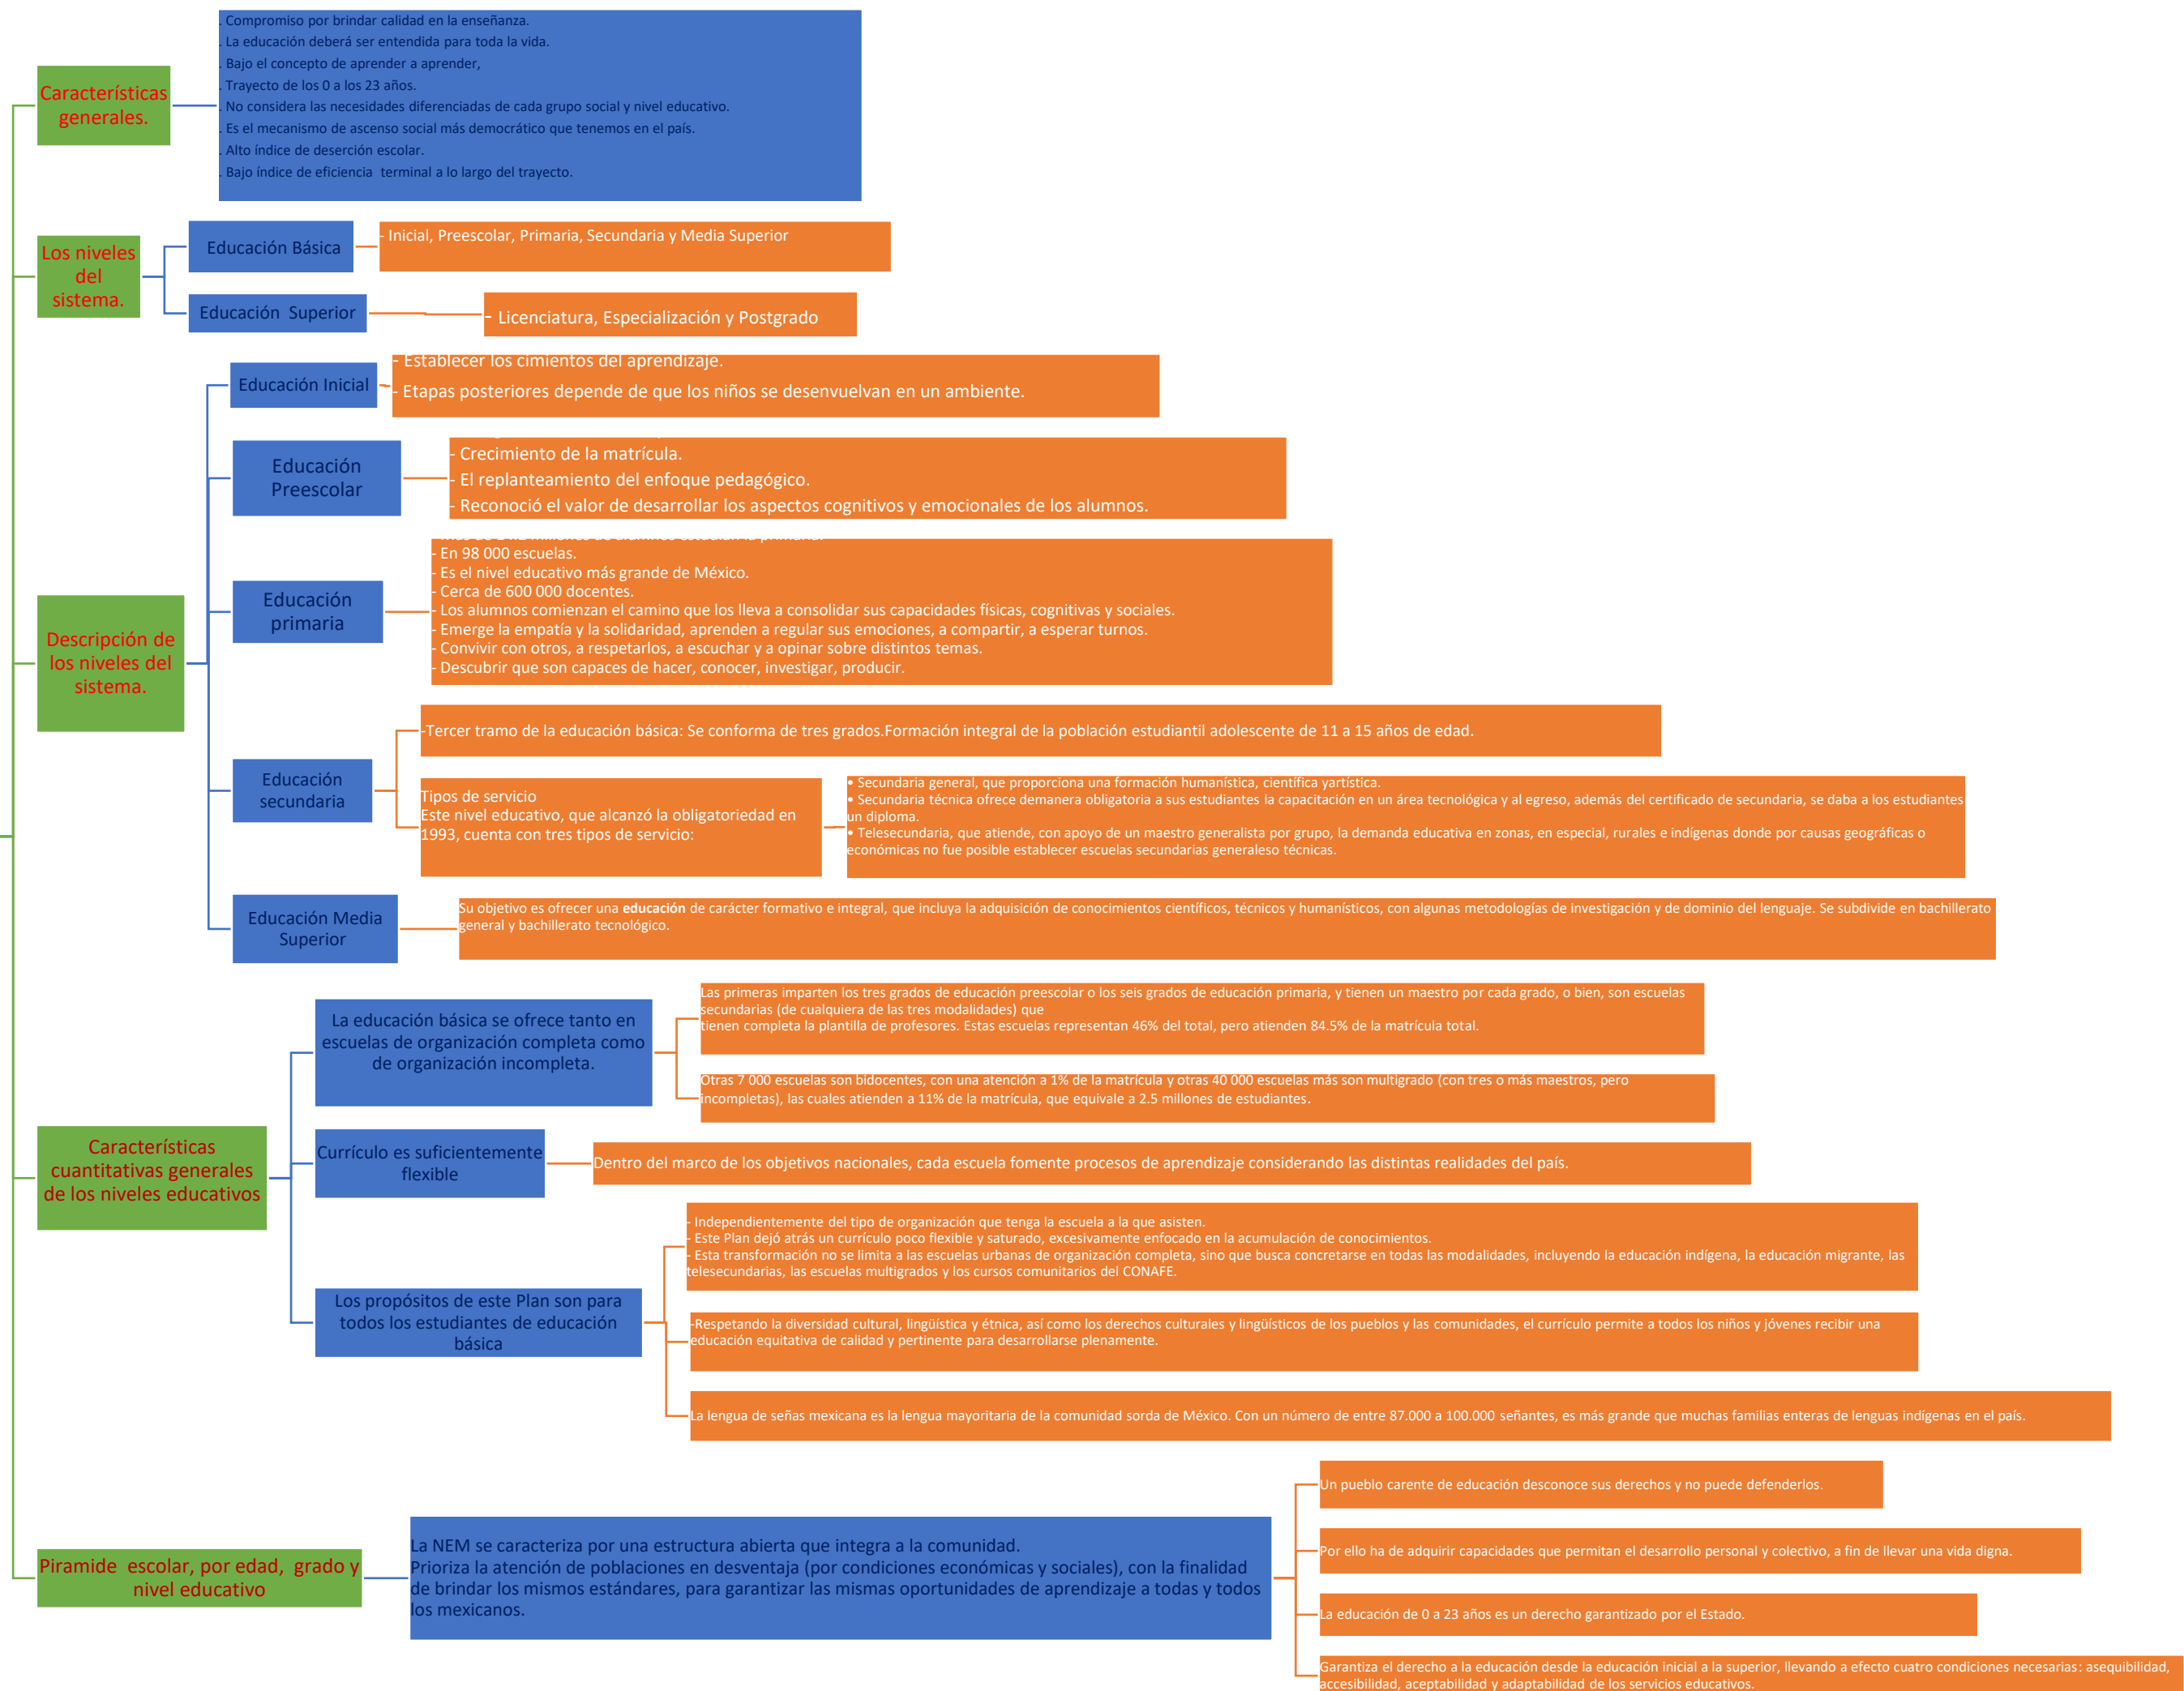 Características
generales.
. Compromiso por brindar calidad en la enseñanza.
. La educación deberá ser entendida para toda la vida.
. Bajo el concepto de aprender a aprender,
. Trayecto de los 0 a los 23 años.
. No considera las necesidades diferenciadas de cada grupo social y nivel educativo.
. Es el mecanismo de ascenso social más democrático que tenemos en el país.
. Alto índice de deserción escolar.
. Bajo índice de eficiencia terminal a lo largo del trayecto.
Los niveles
del
sistema.
Educación Básica
- Inicial, Preescolar, Primaria, Secundaria y Media Superior
Educación Superior
- Licenciatura, Especialización y Postgrado
Descripción de
los niveles del
sistema.
Educación Inicial
- Establecer los cimientos del aprendizaje.
- Etapas posteriores depende de que los niños se desenvuelvan en un ambiente.
Educación
Preescolar
- Crecimiento de la matrícula.
- El replanteamiento del enfoque pedagógico.
- Reconoció el valor de desarrollar los aspectos cognitivos y emocionales de los alumnos.
Educación
primaria
- En 98 000 escuelas.
- Es el nivel educativo más grande de México.
- Cerca de 600 000 docentes.
- Los alumnos comienzan el camino que los lleva a consolidar sus capacidades físicas, cognitivas y sociales.
- Emerge la empatía y la solidaridad, aprenden a regular sus emociones, a compartir, a esperar turnos.
- Convivir con otros, a respetarlos, a escuchar y a opinar sobre distintos temas.
- Descubrir que son capaces de hacer, conocer, investigar, producir.
Educación
secundaria
-Tercer tramo de la educación básica: Se conforma de tres grados.Formación integral de la población estudiantil adolescente de 11 a 15 años de edad.
Tipos de servicio
Este nivel educativo, que alcanzó la obligatoriedad en
1993, cuenta con tres tipos de servicio:
• Secundaria general, que proporciona una formación humanística, científica yartística.
• Secundaria técnica ofrece demanera obligatoria a sus estudiantes la capacitación en un área tecnológica y al egreso, además del certificado de secundaria, se daba a los estudiantes
un diploma.
• Telesecundaria, que atiende, con apoyo de un maestro generalista por grupo, la demanda educativa en zonas, en especial, rurales e indígenas donde por causas geográficas o
económicas no fue posible establecer escuelas secundarias generaleso técnicas.
Educación Media
Superior
Su objetivo es ofrecer una educación de carácter formativo e integral, que incluya la adquisición de conocimientos científicos, técnicos y humanísticos, con algunas metodologías de investigación y de dominio del lenguaje. Se subdivide en bachillerato
general y bachillerato tecnológico.
Características
cuantitativas generales
de los niveles educativos
La educación básica se ofrece tanto en
escuelas de organización completa como
de organización incompleta.
Las primeras imparten los tres grados de educación preescolar o los seis grados de educación primaria, y tienen un maestro por cada grado, o bien, son escuelas
secundarias (de cualquiera de las tres modalidades) que
tienen completa la plantilla de profesores. Estas escuelas representan 46% del total, pero atienden 84.5% de la matrícula total.
Otras 7 000 escuelas son bidocentes, con una atención a 1% de la matrícula y otras 40 000 escuelas más son multigrado (con tres o más maestros, pero
incompletas), las cuales atienden a 11% de la matrícula, que equivale a 2.5 millones de estudiantes.
Currículo es suficientemente
flexible
Dentro del marco de los objetivos nacionales, cada escuela fomente procesos de aprendizaje considerando las distintas realidades del país.
Los propósitos de este Plan son para
todos los estudiantes de educación
básica
- Independientemente del tipo de organización que tenga la escuela a la que asisten.
- Este Plan dejó atrás un currículo poco flexible y saturado, excesivamente enfocado en la acumulación de conocimientos.
- Esta transformación no se limita a las escuelas urbanas de organización completa, sino que busca concretarse en todas las modalidades, incluyendo la educación indígena, la educación migrante, las
telesecundarias, las escuelas multigrados y los cursos comunitarios del CONAFE.
-Respetando la diversidad cultural, lingüística y étnica, así como los derechos culturales y lingüísticos de los pueblos y las comunidades, el currículo permite a todos los niños y jóvenes recibir una
educación equitativa de calidad y pertinente para desarrollarse plenamente.
La lengua de señas mexicana es la lengua mayoritaria de la comunidad sorda de México. Con un número de entre 87.000 a 100.000 señantes, es más grande que muchas familias enteras de lenguas indígenas en el país.
Piramide escolar, por edad, grado y
nivel educativo
La NEM se caracteriza por una estructura abierta que integra a la comunidad.
Prioriza la atención de poblaciones en desventaja (por condiciones económicas y sociales), con la finalidad
de brindar los mismos estándares, para garantizar las mismas oportunidades de aprendizaje a todas y todos
los mexicanos.
Un pueblo carente de educación desconoce sus derechos y no puede defenderlos.
Por ello ha de adquirir capacidades que permitan el desarrollo personal y colectivo, a fin de llevar una vida digna.
La educación de 0 a 23 años es un derecho garantizado por el Estado.
Garantiza el derecho a la educación desde la educación inicial a la superior, llevando a efecto cuatro condiciones necesarias: asequibilidad,
accesibilidad, aceptabilidad y adaptabilidad de los servicios educativos.